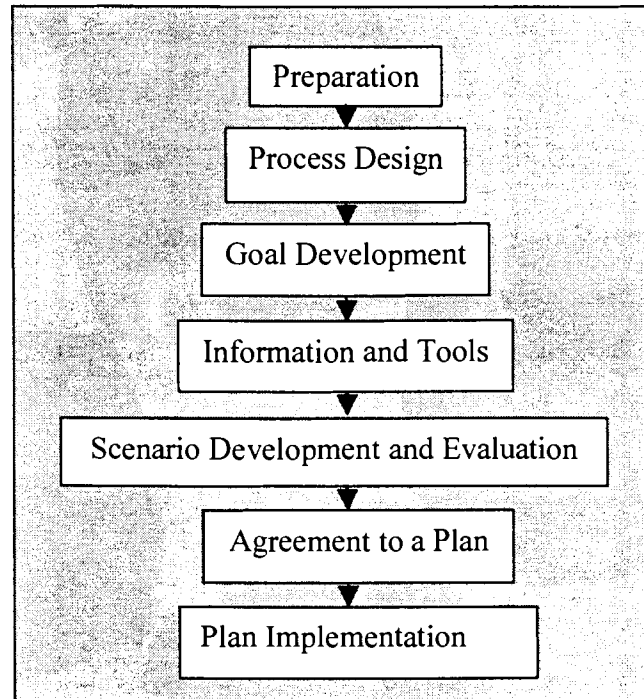 Preparation
Process Design
Goal Development
Information and Tools
Scenario Development and Evaluation
Agreement to a Plan
Plan Implementation